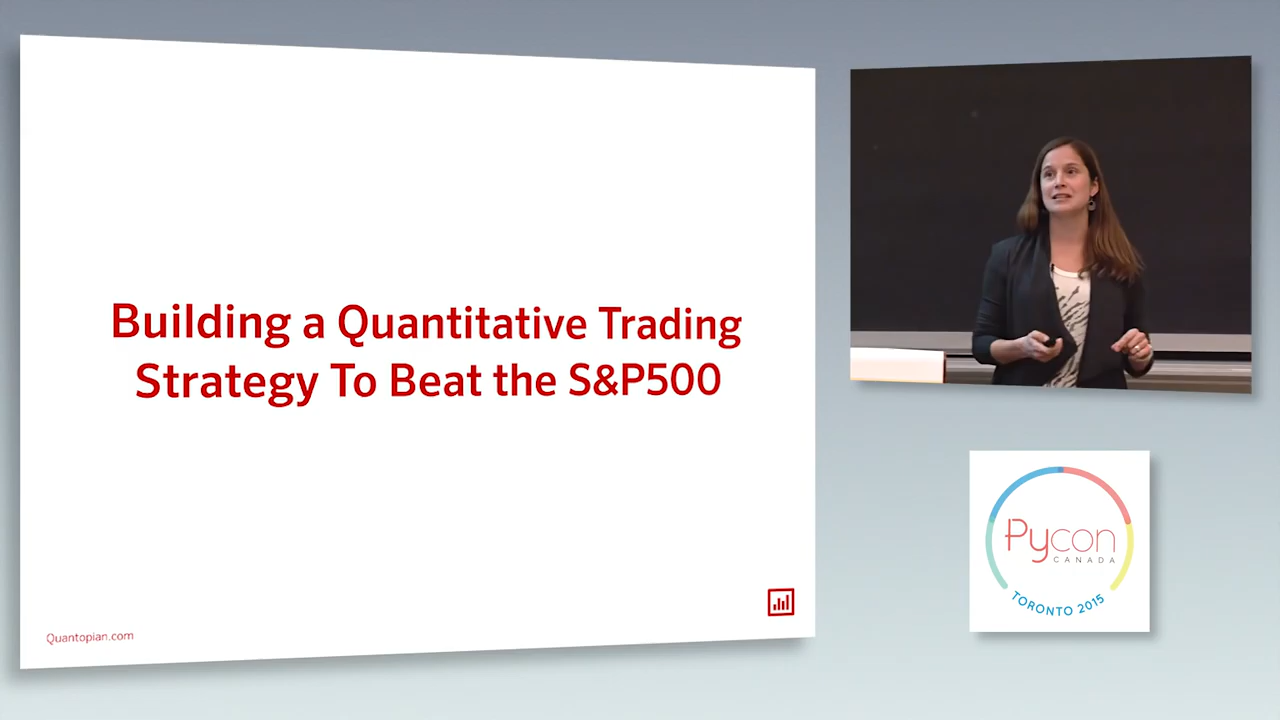 Building a Quantitative Trading
Strategy To Beat the S&P500
Quantopian.com
Pycon
CANADA
TORONTO 2015